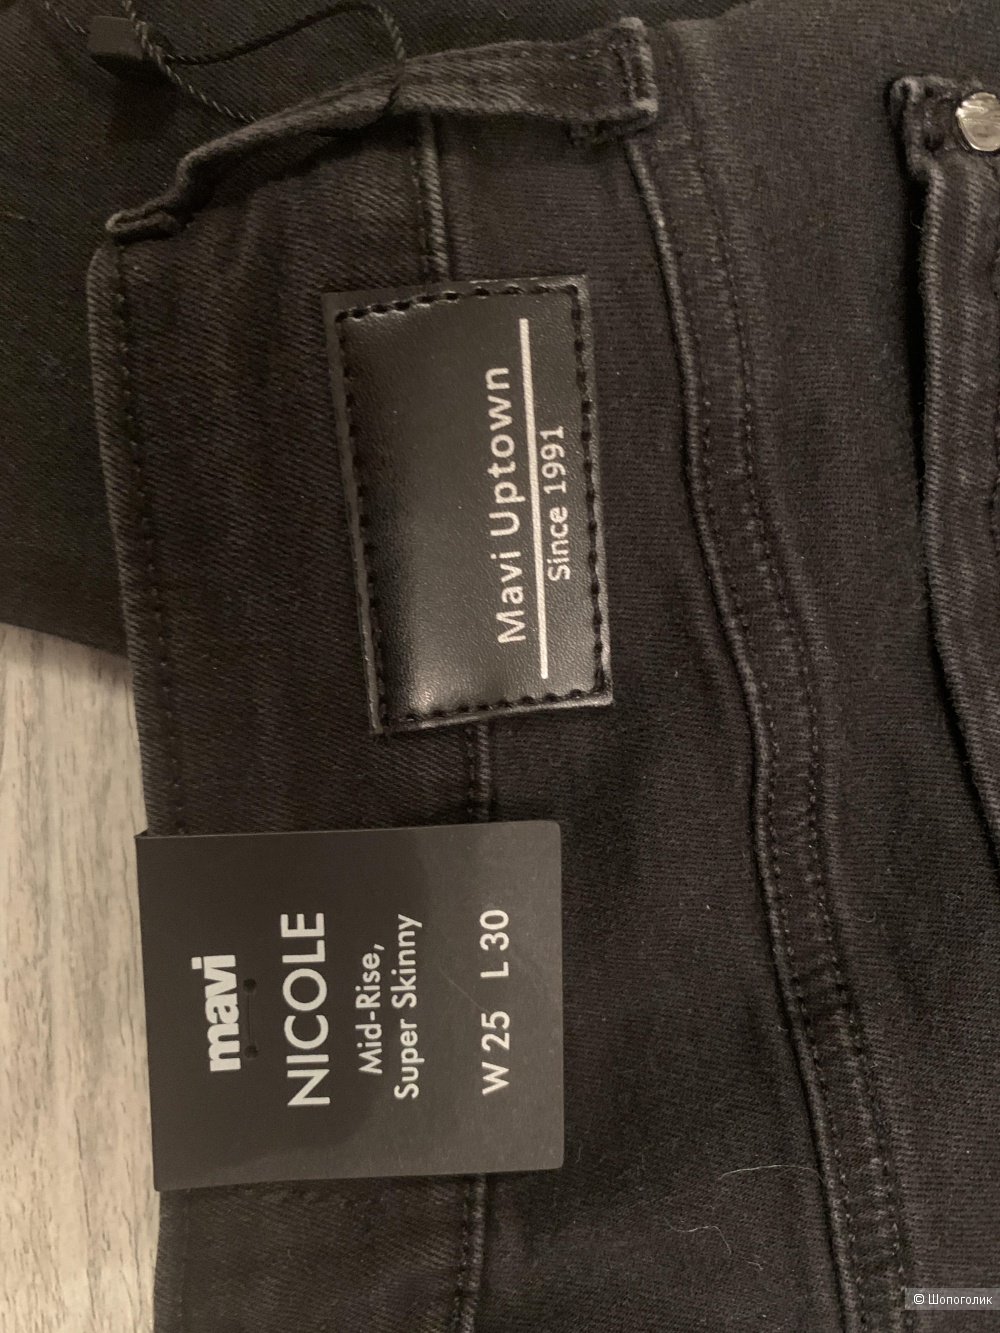 Mavi Uptown
Since 1991
mavi
NICOLE
Mid-Rise,
Super Skinny
W 25 L 30
© Шопоголик